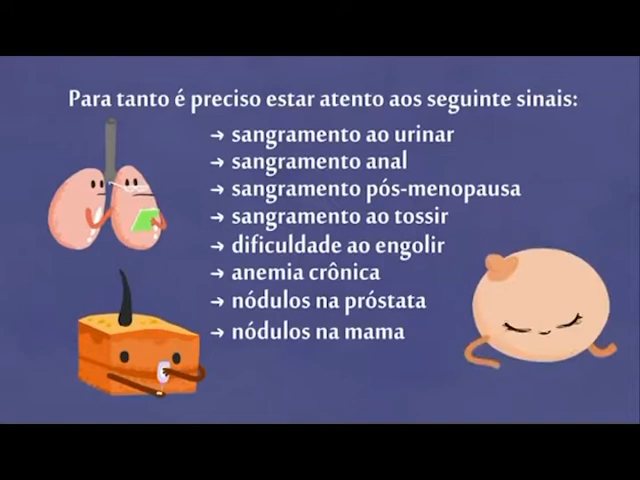 Para tanto é preciso estar atento aos seguinte sinais:
→ sangramento ao urinar
→ sangramento anal
→ sangramento pós-menopausa
→ sangramento ao tossir
→ dificuldade ao engolir
→ anemia crônica
→ nódulos na próstata
→ nódulos na mama